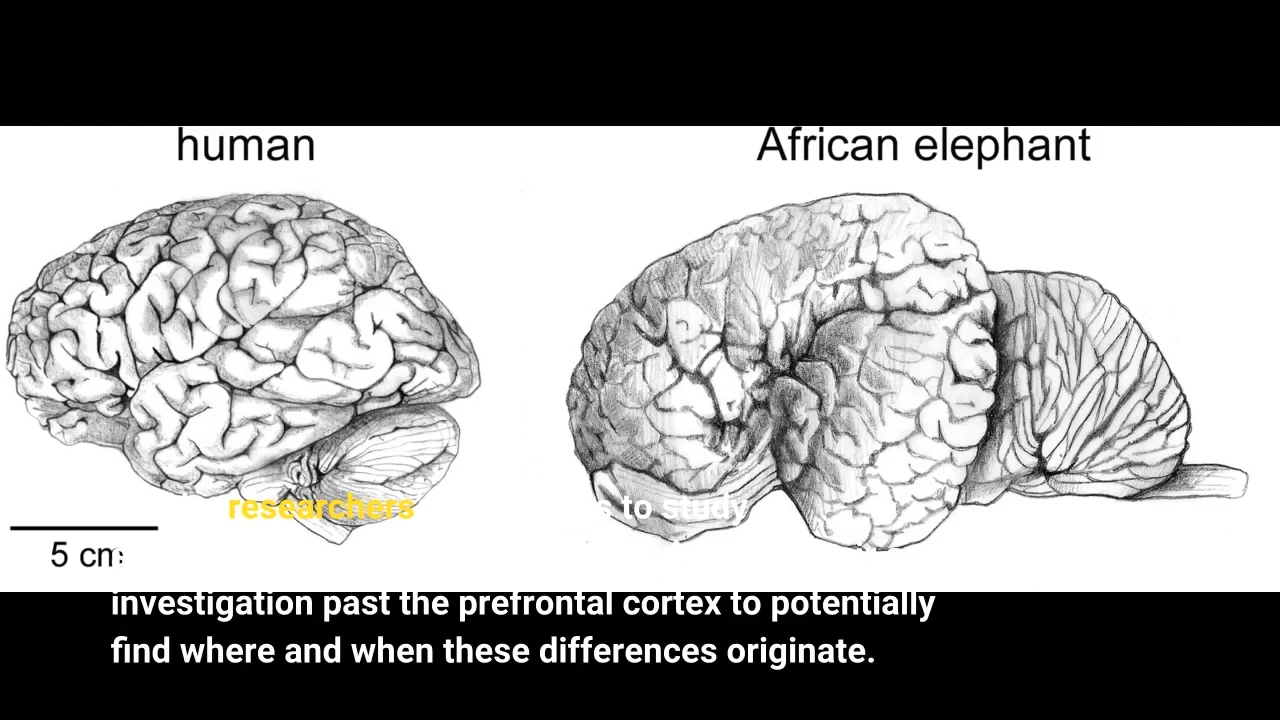 human
African elephant
researchers
to study
5 cm
investigation past the prefrontal cortex to potentially
find where and when these differences originate.